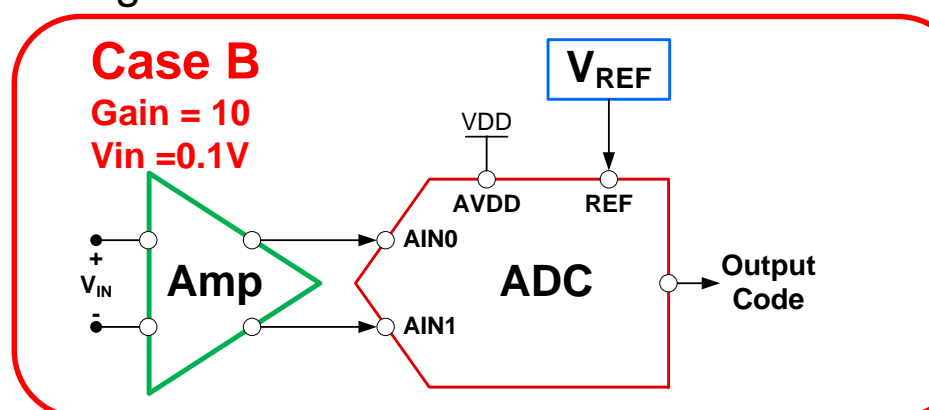 g
Case B
Gain = 10
Vin =0.1V
VREF
VDD
AVDD
REF
AIN0
+
VIN
-
Amp
ADC
AIN1
Output
Code